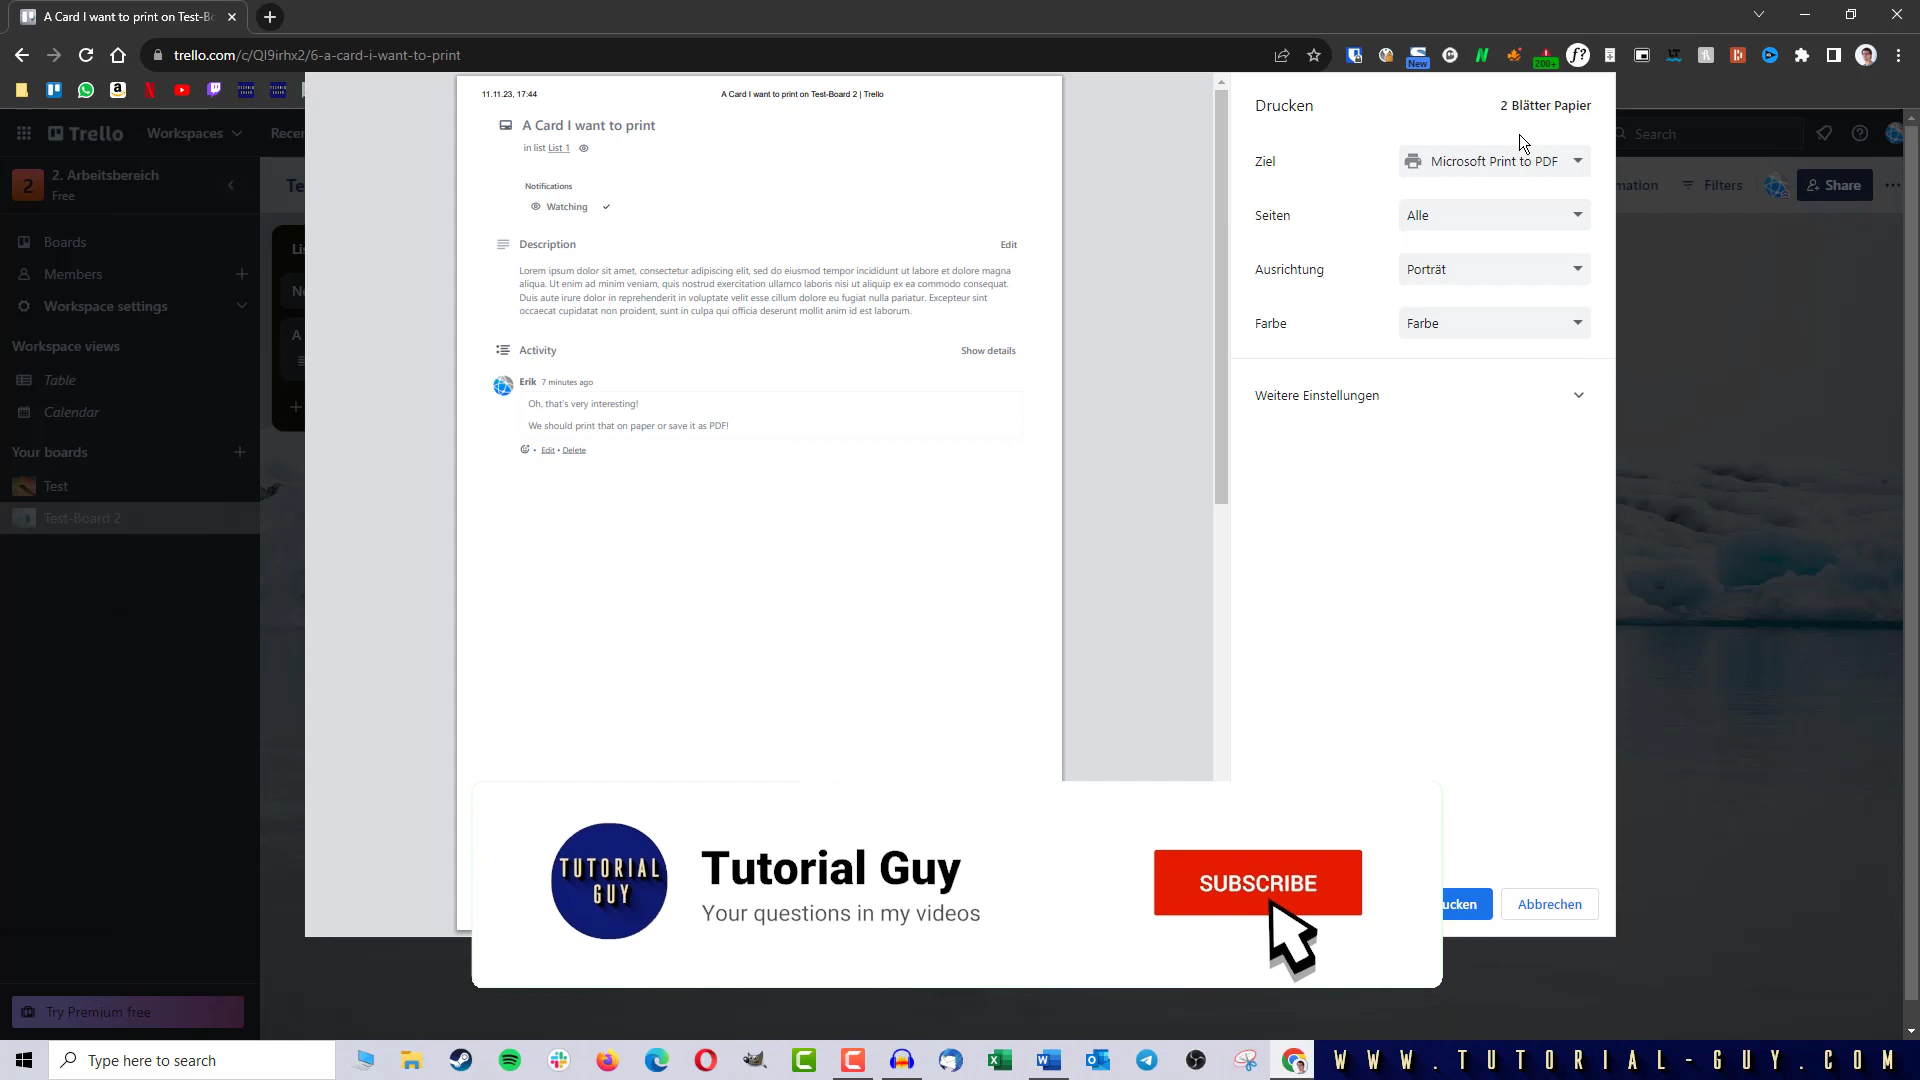 A Card I want to print on Test-Bo
trello.com/c/QI9irhx2/6-a-card-i-want-to-print
New
200+
Trello
Workspaces
Recen
Search
2
2. Arbeitsbereich
Free
Te
mation
Filters
Share
Boards
Members
Workspace settings
Workspace views
Table
Calendar
Your boards
Test
Test-Board 2
Try Premium free
Lis
No
A
11.11.23, 17:44
A Card I want to print on Test-Board 2 | Trello
A Card I want to print
in list List 1
Notifications
Watching
Description
Edit
Lorem ipsum dolor sit amet, consectetur adipiscing elit, sed do eiusmod tempor incididunt ut labore et dolore magna
aliqua. Ut enim ad minim veniam, quis nostrud exercitation ullamco laboris nisi ut aliquip ex ea commodo consequat.
Duis aute irure dolor in reprehenderit in voluptate velit esse cillum dolore eu fugiat nulla pariatur. Excepteur sint
occaecat cupidatat non proident, sunt in culpa qui officia deserunt mollit anim id est laborum.
Activity
Show details
Erik 7 minutes ago
Oh, that's very interesting!
We should print that on paper or save it as PDF!
• Edit • Delete
Drucken
2 Blätter Papier
Ziel
Microsoft Print to PDF
Seiten
Alle
Ausrichtung
Porträt
Farbe
Farbe
Weitere Einstellungen
ucken
Abbrechen
TUTORIAL
GUY
Tutorial Guy
Your questions in my videos
SUBSCRIBE
Type here to search
WWW.TUTORIAL-GUY.COM